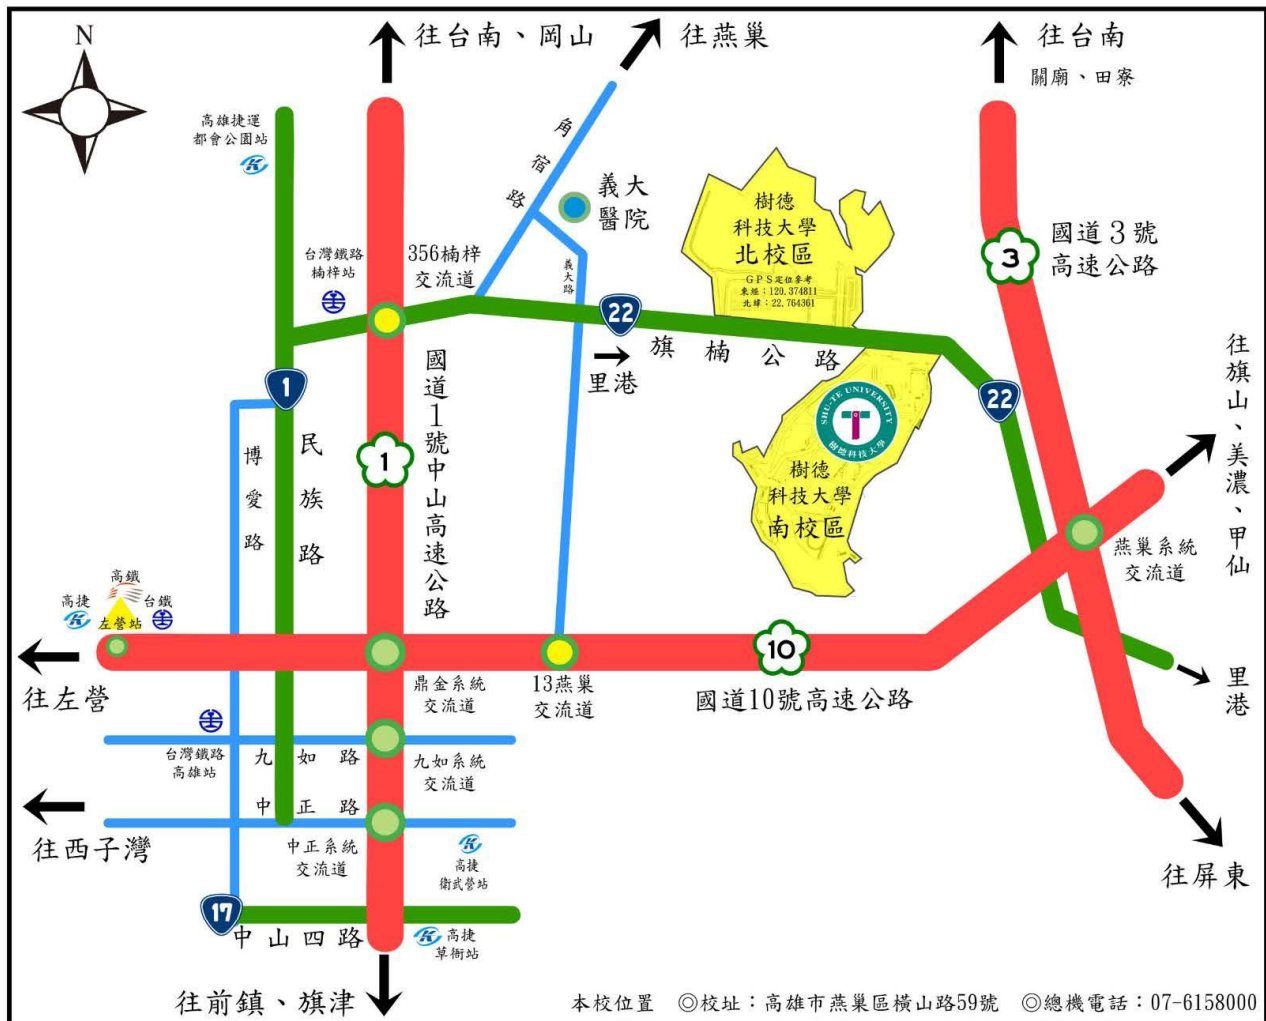 N
往台南、岡山
往燕巢
往台南
關廟、田寮
高雄捷運
都會公園站
角宿路
義大
醫院
樹德
科技大學
北校區
GPS定位參考
東經：120.374811
北緯：22.764361
3
國道3號
高速公路
台灣鐵路
楠梓站
356楠梓
交流道
義大路
22
旗楠公路
里港
22
往旗山、美濃、甲仙
1
民族路
博愛路
1
國道1號中山高速公路
SHU-TE UNIVERSITY
樹德科技大學
樹德
科技大學
南校區
燕巢系統
交流道
高鐵
高捷
台鐵
左營站
往左營
鼎金系統
交流道
13燕巢
交流道
10
國道10號高速公路
里港
台灣鐵路
高雄站
九如路
九如系統
交流道
中正路
往西子灣
中正系統
交流道
高捷
衛武營站
往屏東
17
中山四路
高捷
草衙站
往前鎮、旗津
本校位置 ◎校址：高雄市燕巢區橫山路59號 ◎總機電話：07-6158000